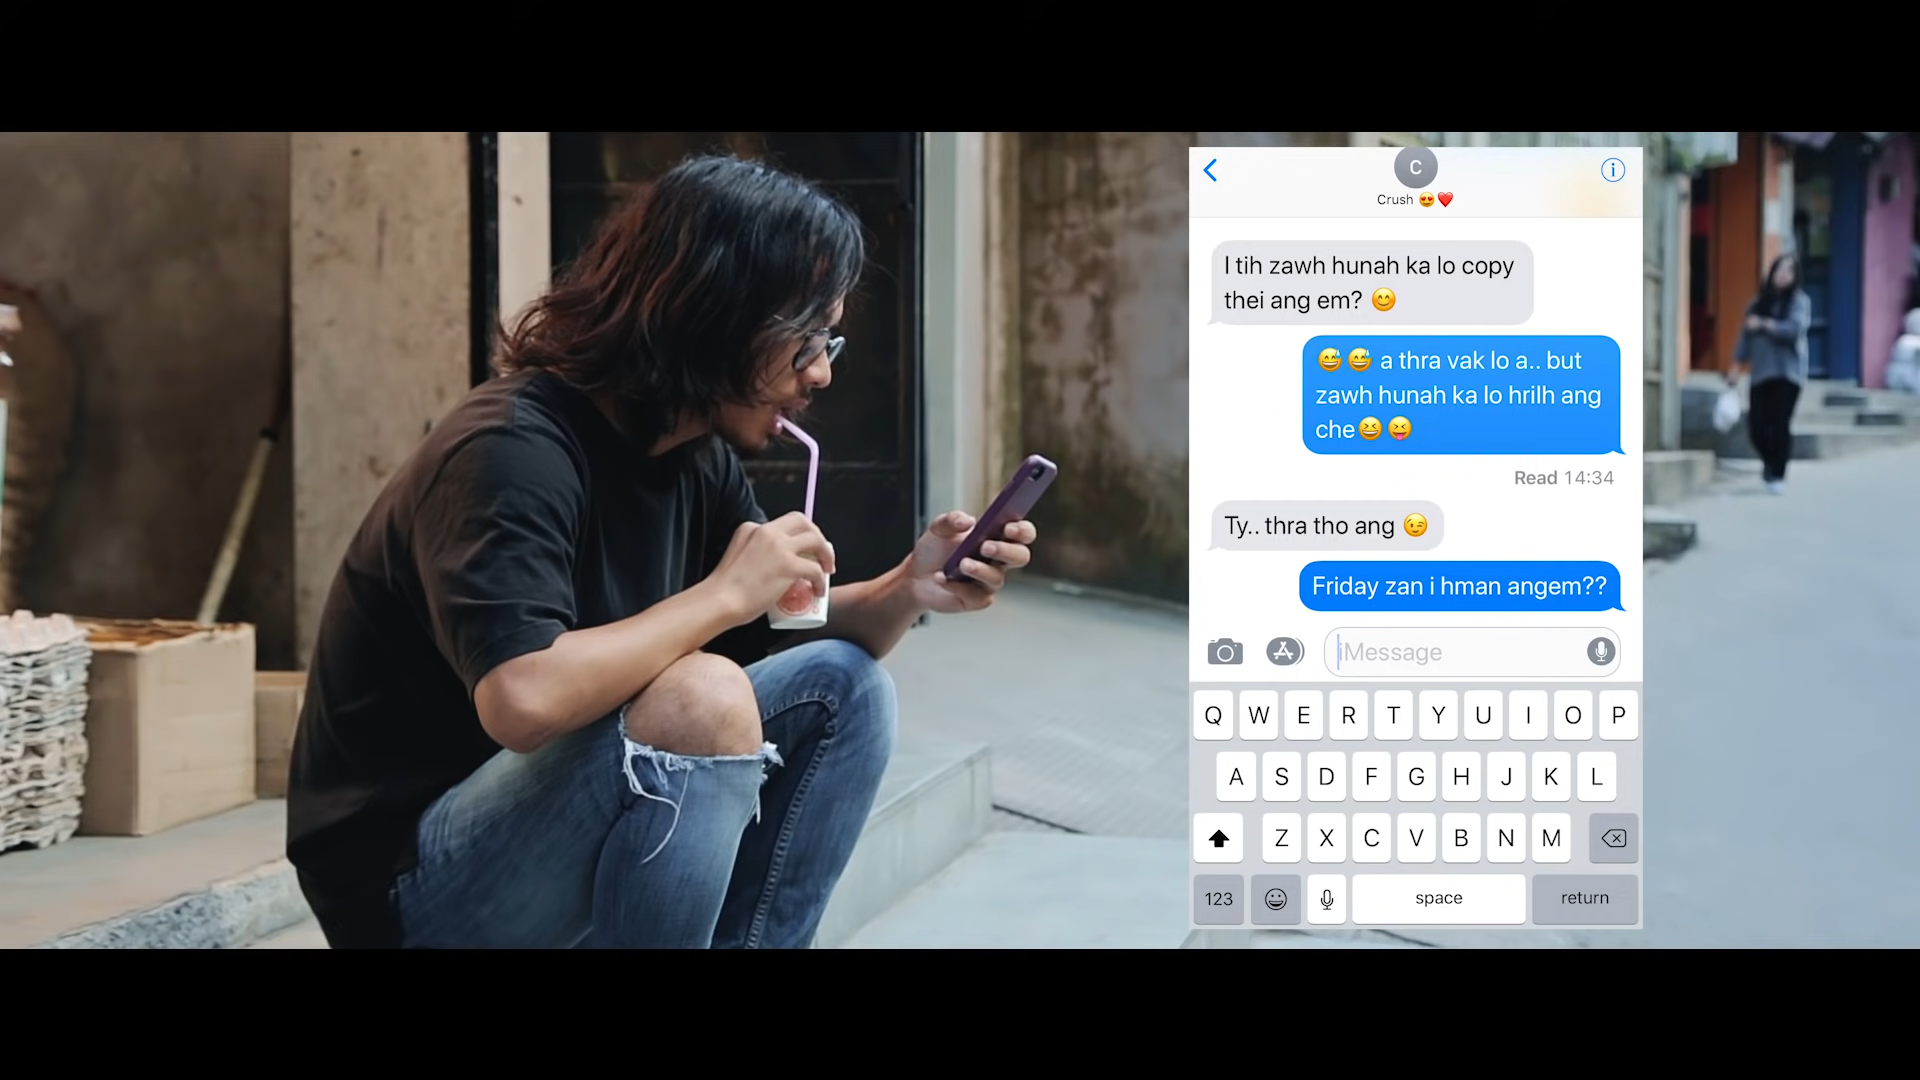 C
Crush 😍❤️
I tih zawh hunah ka lo copy
thei ang em? 😊
😅😅 a thra vak lo a.. but
zawh hunah ka lo hrilh ang
che😆😝
Read 14:34
Ty.. thra tho ang 😉
Friday zan i hman angem??
iMessage
Q W E R T Y U I O P
A S D F G H J K L
Z X C V B N M
123 space return